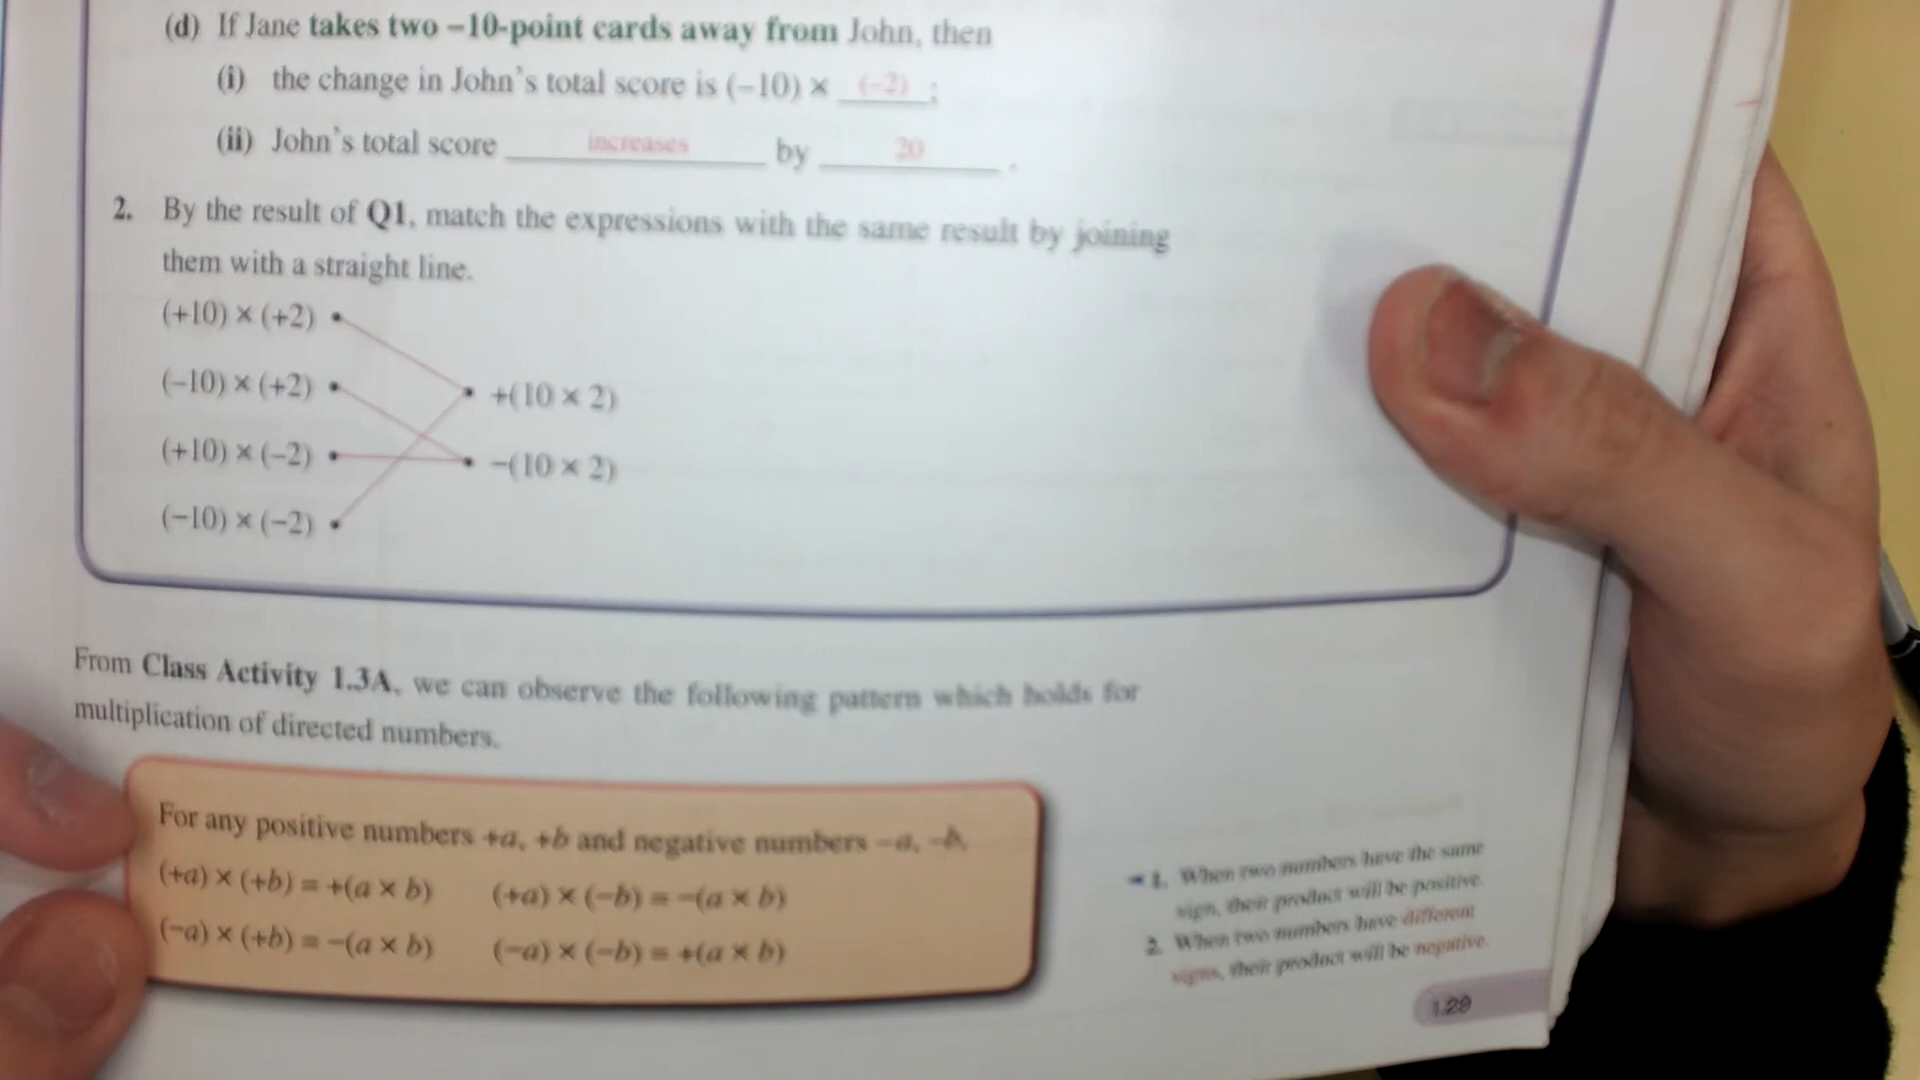 (d) If Jane takes two −10-point cards away from John, then
(i) the change in John's total score is (−10) × (−2) ;
(ii) John's total score increases by 20 .
2. By the result of Q1, match the expressions with the same result by joining
them with a straight line.
(+10) × (+2) •
(−10) × (+2) •
• +(10 × 2)
(+10) × (−2) •
• −(10 × 2)
(−10) × (−2) •
From Class Activity 1.3A, we can observe the following pattern which holds for
multiplication of directed numbers.
For any positive numbers +a, +b and negative numbers −a, −b,
(+a) × (+b) = +(a × b) (+a) × (−b) = −(a × b)
(−a) × (+b) = −(a × b) (−a) × (−b) = +(a × b)
1. When two numbers have the same
sign, their product will be positive.
2. When two numbers have different
signs, their product will be negative.
1.29